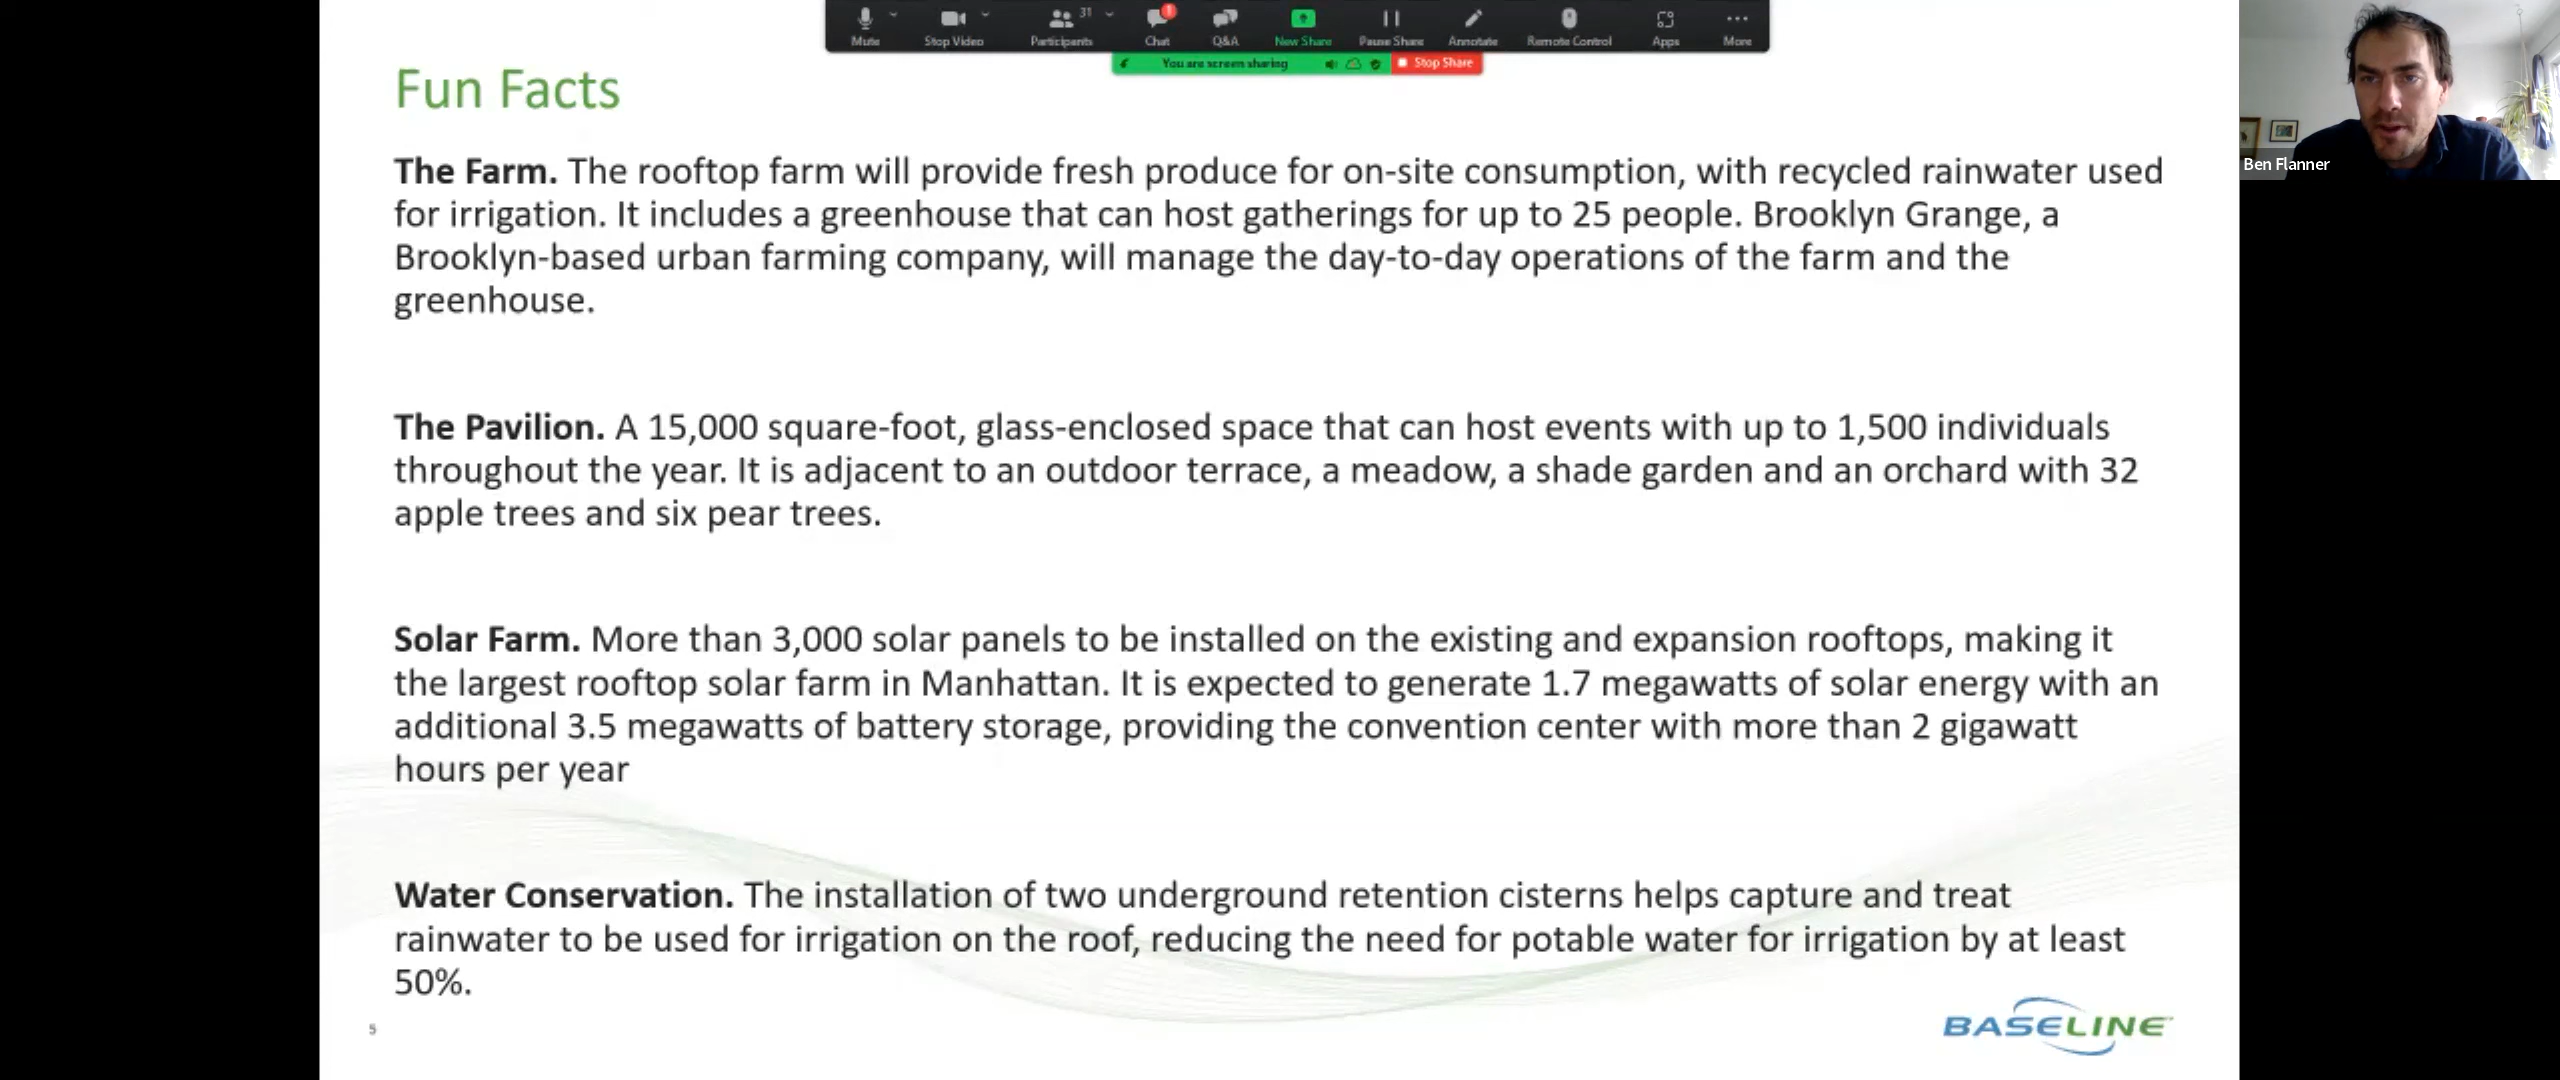 Mute
Stop Video
Participants
31
Chat
1
Q&A
New Share
Pause Share
Annotate
Remote Control
Apps
More
You are screen sharing
Stop Share
Ben Flanner
Fun Facts
The Farm. The rooftop farm will provide fresh produce for on-site consumption, with recycled rainwater used
for irrigation. It includes a greenhouse that can host gatherings for up to 25 people. Brooklyn Grange, a
Brooklyn-based urban farming company, will manage the day-to-day operations of the farm and the
greenhouse.
The Pavilion. A 15,000 square-foot, glass-enclosed space that can host events with up to 1,500 individuals
throughout the year. It is adjacent to an outdoor terrace, a meadow, a shade garden and an orchard with 32
apple trees and six pear trees.
Solar Farm. More than 3,000 solar panels to be installed on the existing and expansion rooftops, making it
the largest rooftop solar farm in Manhattan. It is expected to generate 1.7 megawatts of solar energy with an
additional 3.5 megawatts of battery storage, providing the convention center with more than 2 gigawatt
hours per year
Water Conservation. The installation of two underground retention cisterns helps capture and treat
rainwater to be used for irrigation on the roof, reducing the need for potable water for irrigation by at least
50%.
5
BASELINE